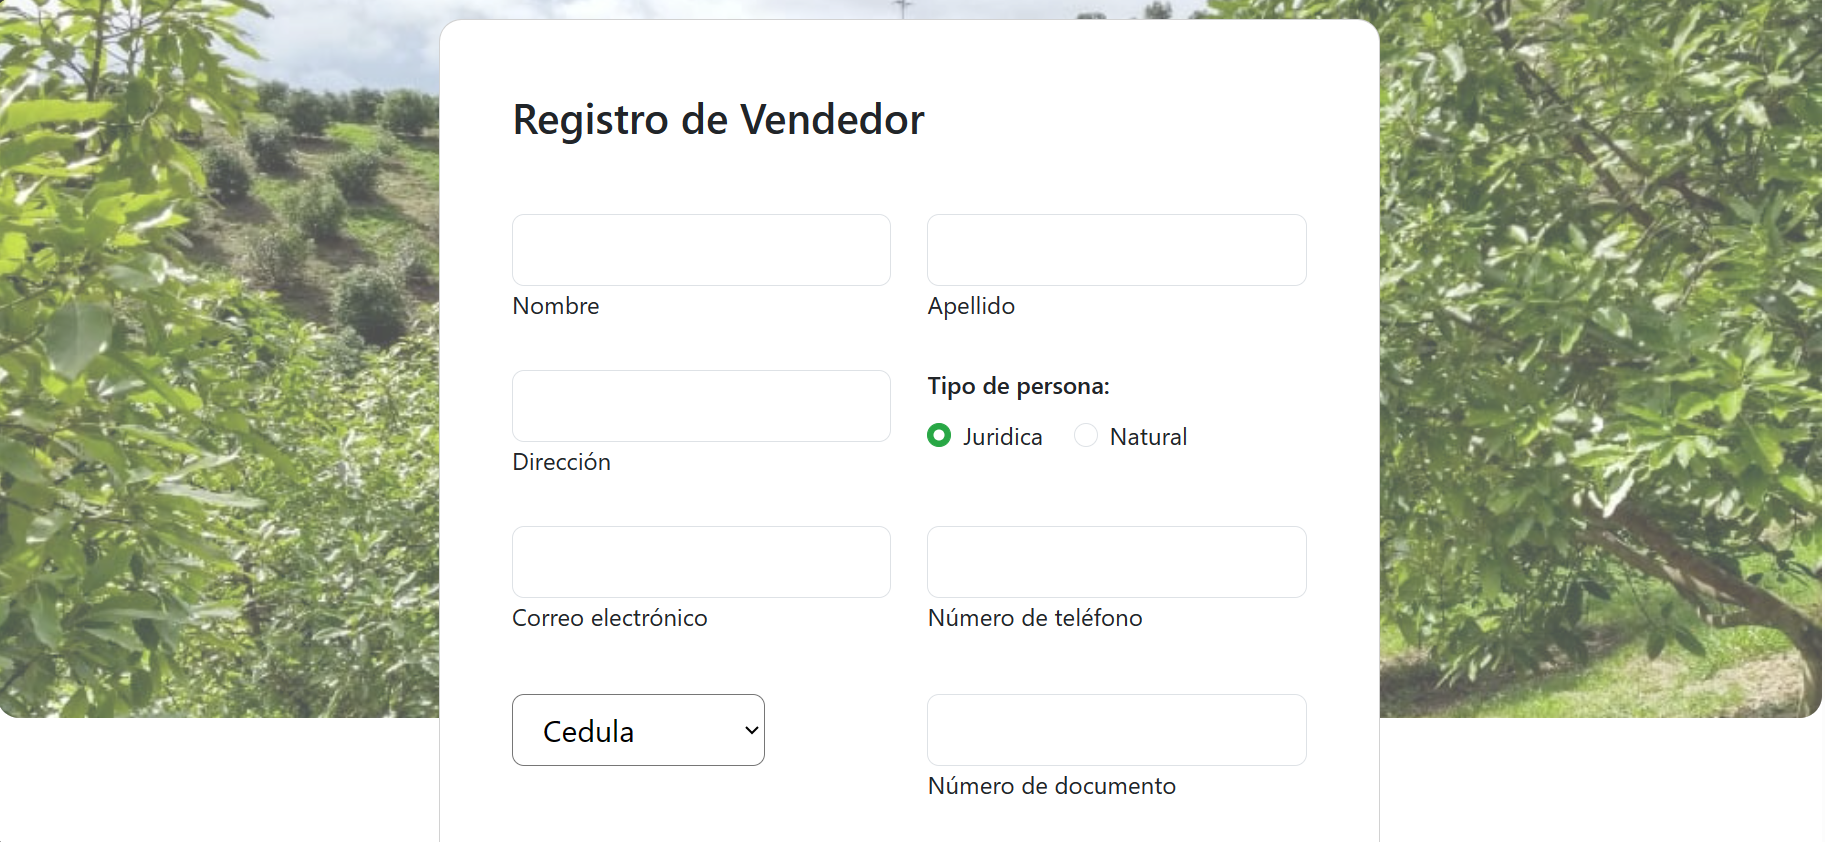 Registro de Vendedor
Nombre
Apellido
Dirección
Tipo de persona:
Juridica
Natural
Correo electrónico
Número de teléfono
Cedula
Número de documento